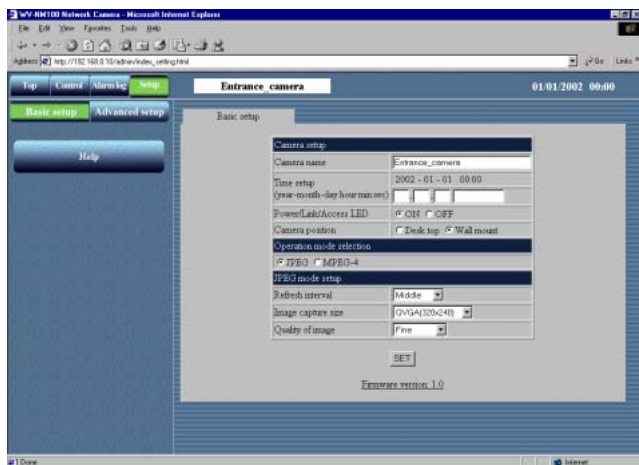 WV-NM100 Network Camera - Microsoft Internet Explorer
File Edit View Favorites Tools Help
Address http://192.168.0.10/admin/index_setting.html Go Links
Top Control Alarm log Setup Entrance_camera 01/01/2002 00:00
Basic setup Advanced setup
Basic setup
Help
Camera setup
Camera name Entrance_camera
Time setup
(year-month-day hour:min:sec)
2002 - 01 - 01 00:00
Power/Link/Access LED ON OFF
Camera position Desk top Wall mount
Operation mode selection
JPEG MPEG-4
JPEG mode setup
Refresh interval Middle
Image capture size QVGA(320x240)
Quality of image Fine
SET
Firmware version: 1.0
Done Internet